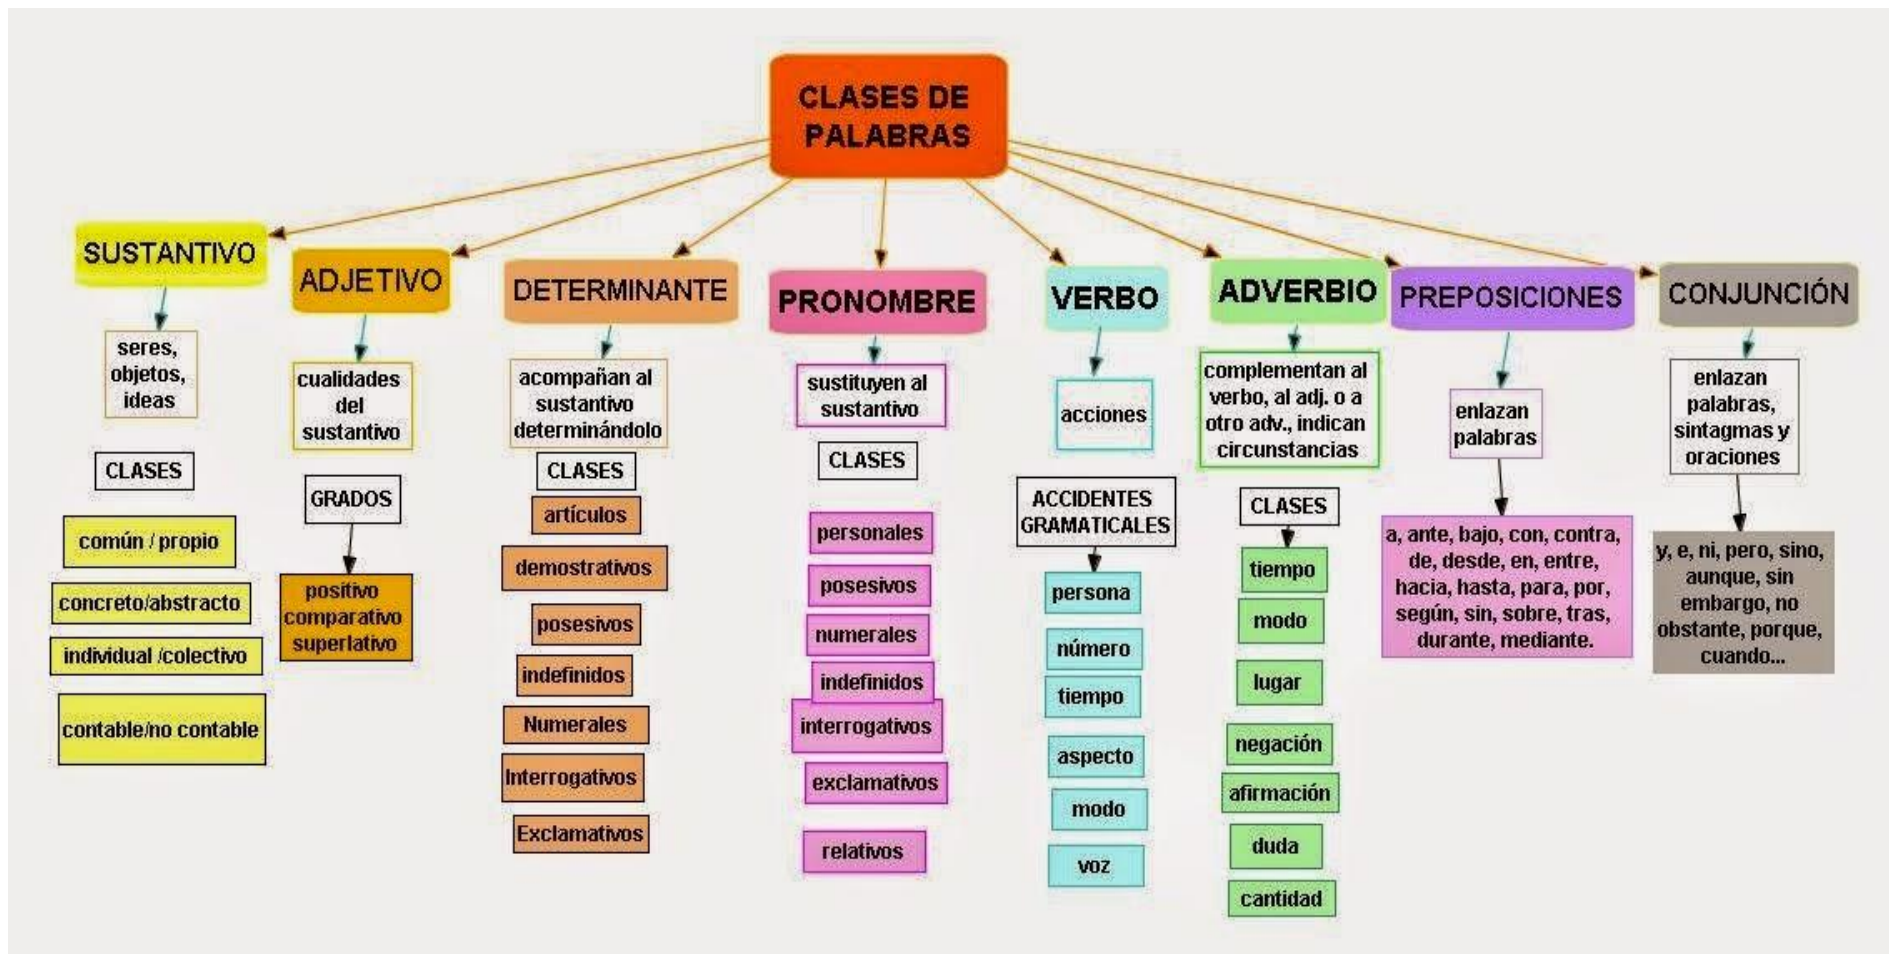 CLASES DE
PALABRAS
SUSTANTIVO
seres,
objetos,
ideas
CLASES
común / propio
concreto/abstracto
individual /colectivo
contable/no contable
ADJETIVO
cualidades
del
sustantivo
GRADOS
positivo
comparativo
superlativo
DETERMINANTE
acompañan al
sustantivo
determinándolo
CLASES
artículos
demostrativos
posesivos
indefinidos
Numerales
Interrogativos
Exclamativos
PRONOMBRE
sustituyen al
sustantivo
CLASES
personales
posesivos
numerales
indefinidos
interrogativos
exclamativos
relativos
VERBO
acciones
ACCIDENTES
GRAMATICALES
persona
número
tiempo
aspecto
modo
voz
ADVERBIO
complementan al
verbo, al adj. o a
otro adv., indican
circunstancias
CLASES
tiempo
modo
lugar
negación
afirmación
duda
cantidad
PREPOSICIONES
enlazan
palabras
a, ante, bajo, con, contra,
de, desde, en, entre,
hacia, hasta, para, por,
según, sin, sobre, tras,
durante, mediante.
CONJUNCIÓN
enlazan
palabras,
sintagmas y
oraciones
y, e, ni, pero, sino,
aunque, sin
embargo, no
obstante, porque,
cuando...